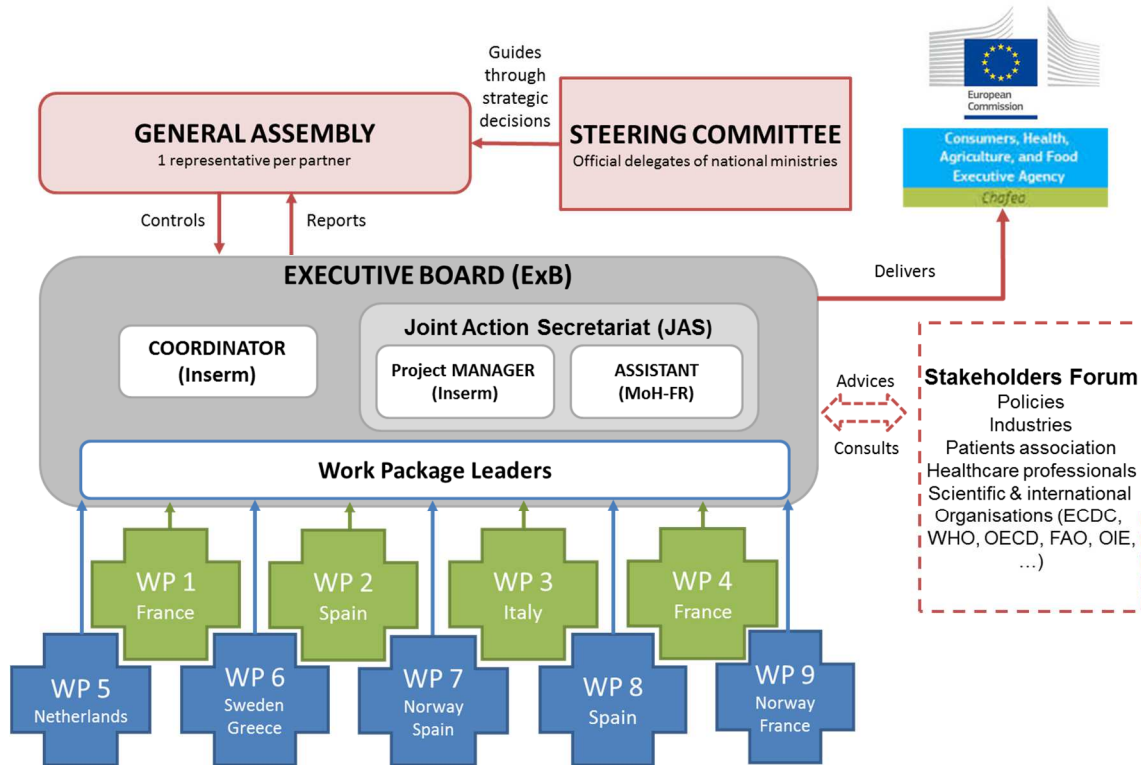 Guides
through
strategic
decisions
European
Commission
Consumers, Health,
Agriculture, and Food
Executive Agency
Chafea
GENERAL ASSEMBLY
1 representative per partner
STEERING COMMITTEE
Official delegates of national ministries
Controls
Reports
Delivers
EXECUTIVE BOARD (ExB)
Joint Action Secretariat (JAS)
COORDINATOR
(Inserm)
Project MANAGER
(Inserm)
ASSISTANT
(MoH-FR)
Work Package Leaders
Advices
Consults
Stakeholders Forum
Policies
Industries
Patients association
Healthcare professionals
Scientific & international
Organisations (ECDC,
WHO, OECD, FAO, OIE,
…)
WP 1
France
WP 2
Spain
WP 3
Italy
WP 4
France
WP 5
Netherlands
WP 6
Sweden
Greece
WP 7
Norway
Spain
WP 8
Spain
WP 9
Norway
France